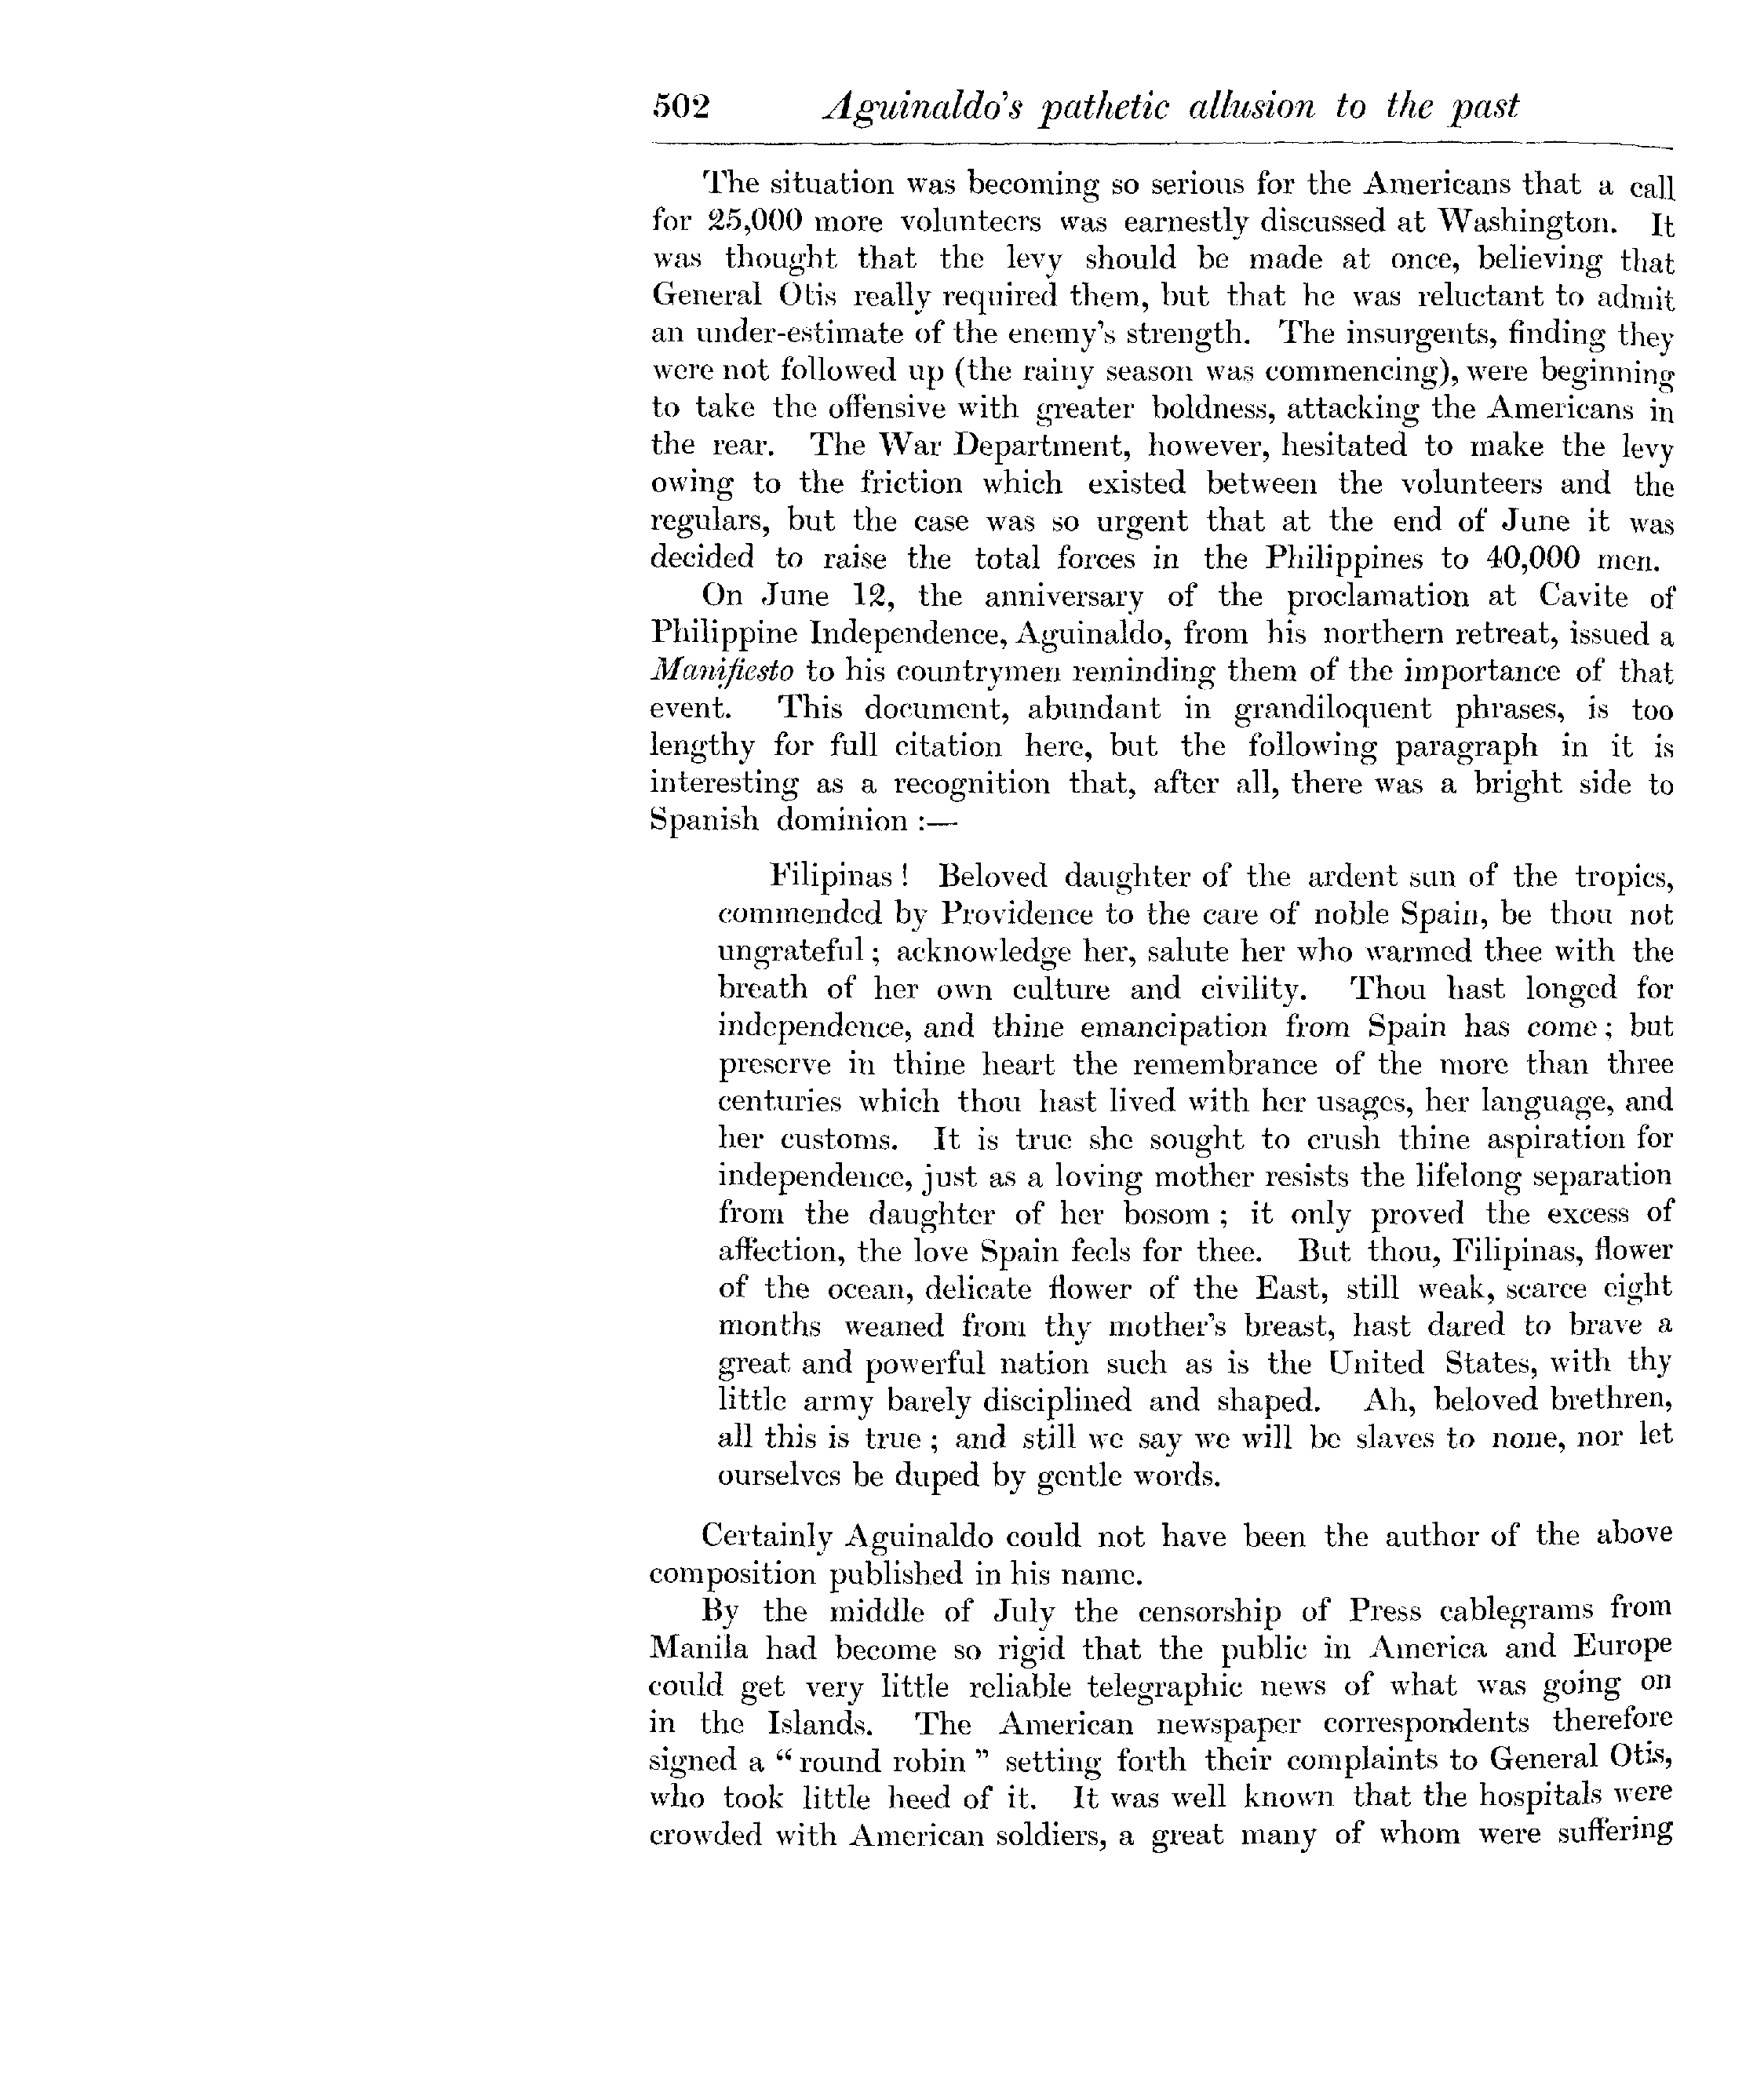 502 Aguinaldo's pathetic allusion to the past
The situation was becoming so serious for the Americans that a call
for 25,000 more volunteers was earnestly discussed at Washington. It
was thought that the levy should be made at once, believing that
General Otis really required them, but that he was reluctant to admit
an under-estimate of the enemy's strength. The insurgents, finding they
were not followed up (the rainy season was commencing), were beginning
to take the offensive with greater boldness, attacking the Americans in
the rear. The War Department, however, hesitated to make the levy
owing to the friction which existed between the volunteers and the
regulars, but the case was so urgent that at the end of June it was
decided to raise the total forces in the Philippines to 40,000 men.
On June 12, the anniversary of the proclamation at Cavite of
Philippine Independence, Aguinaldo, from his northern retreat, issued a
Manifiesto to his countrymen reminding them of the importance of that
event. This document, abundant in grandiloquent phrases, is too
lengthy for full citation here, but the following paragraph in it is
interesting as a recognition that, after all, there was a bright side to
Spanish dominion :—
Filipinas ! Beloved daughter of the ardent sun of the tropics,
commended by Providence to the care of noble Spain, be thou not
ungrateful ; acknowledge her, salute her who warmed thee with the
breath of her own culture and civility. Thou hast longed for
independence, and thine emancipation from Spain has come ; but
preserve in thine heart the remembrance of the more than three
centuries which thou hast lived with her usages, her language, and
her customs. It is true she sought to crush thine aspiration for
independence, just as a loving mother resists the lifelong separation
from the daughter of her bosom ; it only proved the excess of
affection, the love Spain feels for thee. But thou, Filipinas, flower
of the ocean, delicate flower of the East, still weak, scarce eight
months weaned from thy mother's breast, hast dared to brave a
great and powerful nation such as is the United States, with thy
little army barely disciplined and shaped. Ah, beloved brethren,
all this is true ; and still we say we will be slaves to none, nor let
ourselves be duped by gentle words.
Certainly Aguinaldo could not have been the author of the above
composition published in his name.
By the middle of July the censorship of Press cablegrams from
Manila had become so rigid that the public in America and Europe
could get very little reliable telegraphic news of what was going on
in the Islands. The American newspaper correspondents therefore
signed a " round robin " setting forth their complaints to General Otis,
who took little heed of it. It was well known that the hospitals were
crowded with American soldiers, a great many of whom were suffering